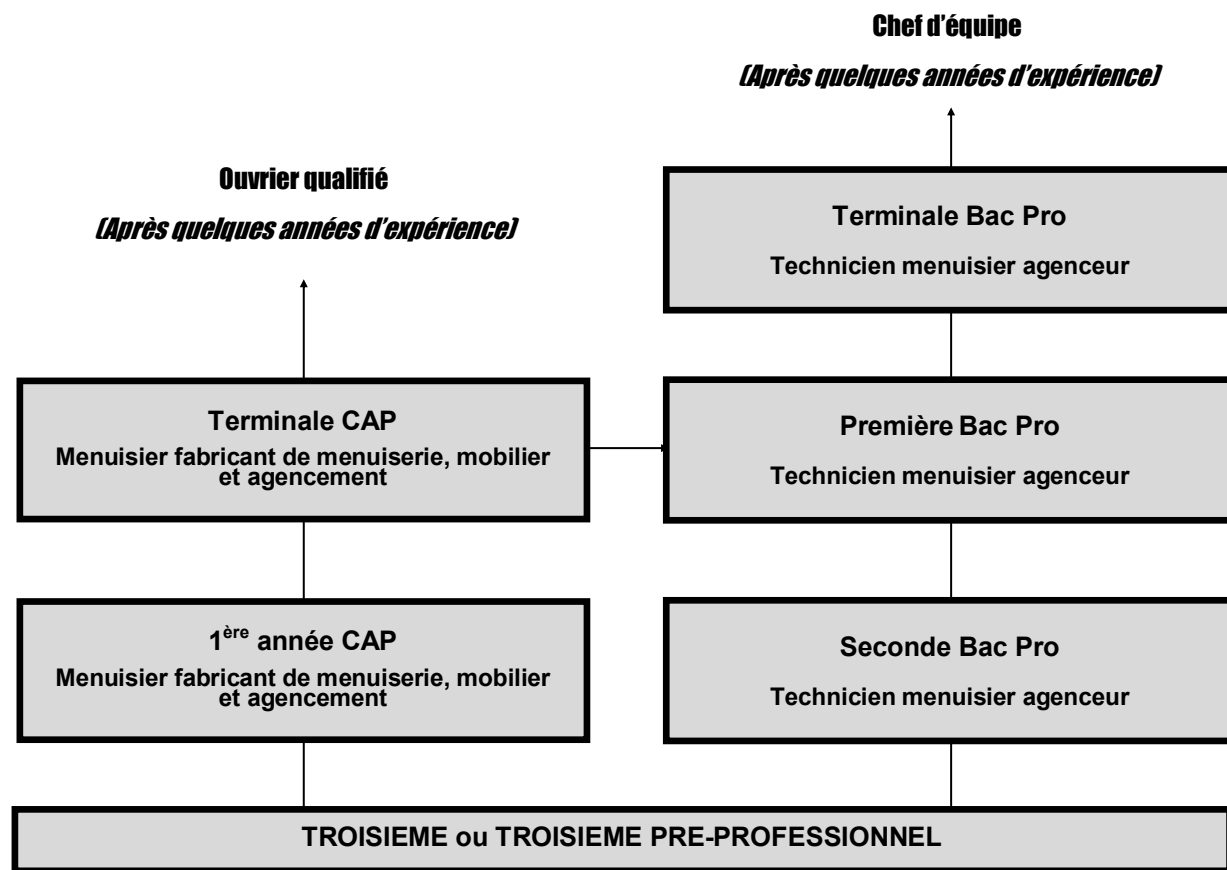 Chef d'équipe
(Après quelques années d'expérience)
Ouvrier qualifié
(Après quelques années d'expérience)
Terminale Bac Pro
Technicien menuisier agenceur
Terminale CAP
Menuisier fabricant de menuiserie, mobilier
et agencement
Première Bac Pro
Technicien menuisier agenceur
1ère année CAP
Menuisier fabricant de menuiserie, mobilier
et agencement
Seconde Bac Pro
Technicien menuisier agenceur
TROISIEME ou TROISIEME PRE-PROFESSIONNEL